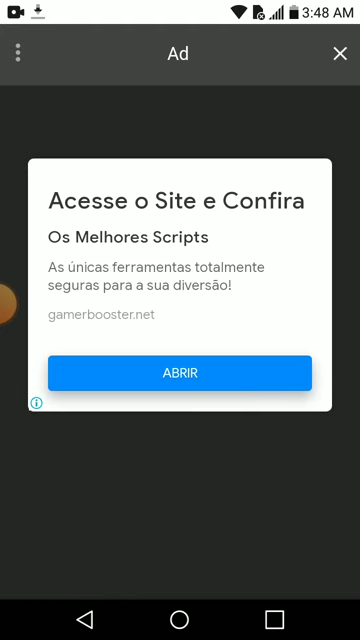 3:48 AM
Ad
Acesse o Site e Confira
Os Melhores Scripts
As únicas ferramentas totalmente
seguras para a sua diversão!
gamerbooster.net
ABRIR